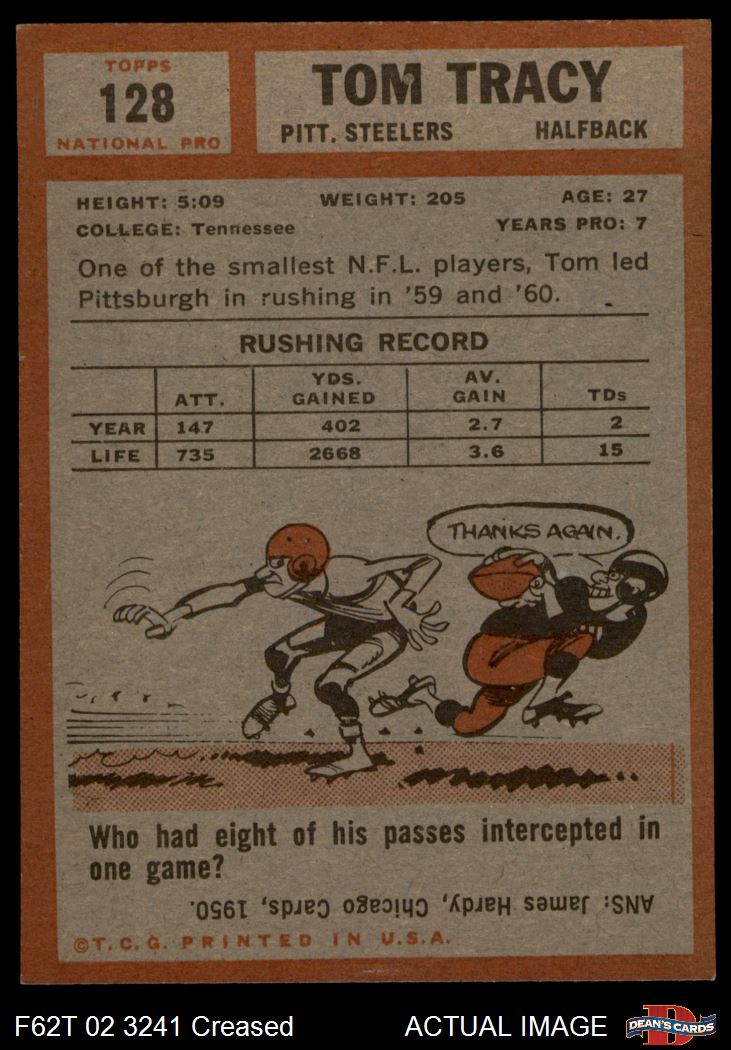 TOPPS
128
NATIONAL PRO
TOM TRACY
PITT. STEELERS HALFBACK
HEIGHT: 5:09 WEIGHT: 205 AGE: 27
COLLEGE: Tennessee YEARS PRO: 7
One of the smallest N.F.L. players, Tom led
Pittsburgh in rushing in '59 and '60.
RUSHING RECORD
ATT. YDS. GAINED AV. GAIN TDs
YEAR 147 402 2.7 2
LIFE 735 2668 3.6 15
THANKS AGAIN.
Who had eight of his passes intercepted in
one game?
ANS: James Hardy, Chicago Cards, 1950.
©T.C.G. PRINTED IN U.S.A.
F62T 02 3241 Creased ACTUAL IMAGE
D
DEAN'S CARDS